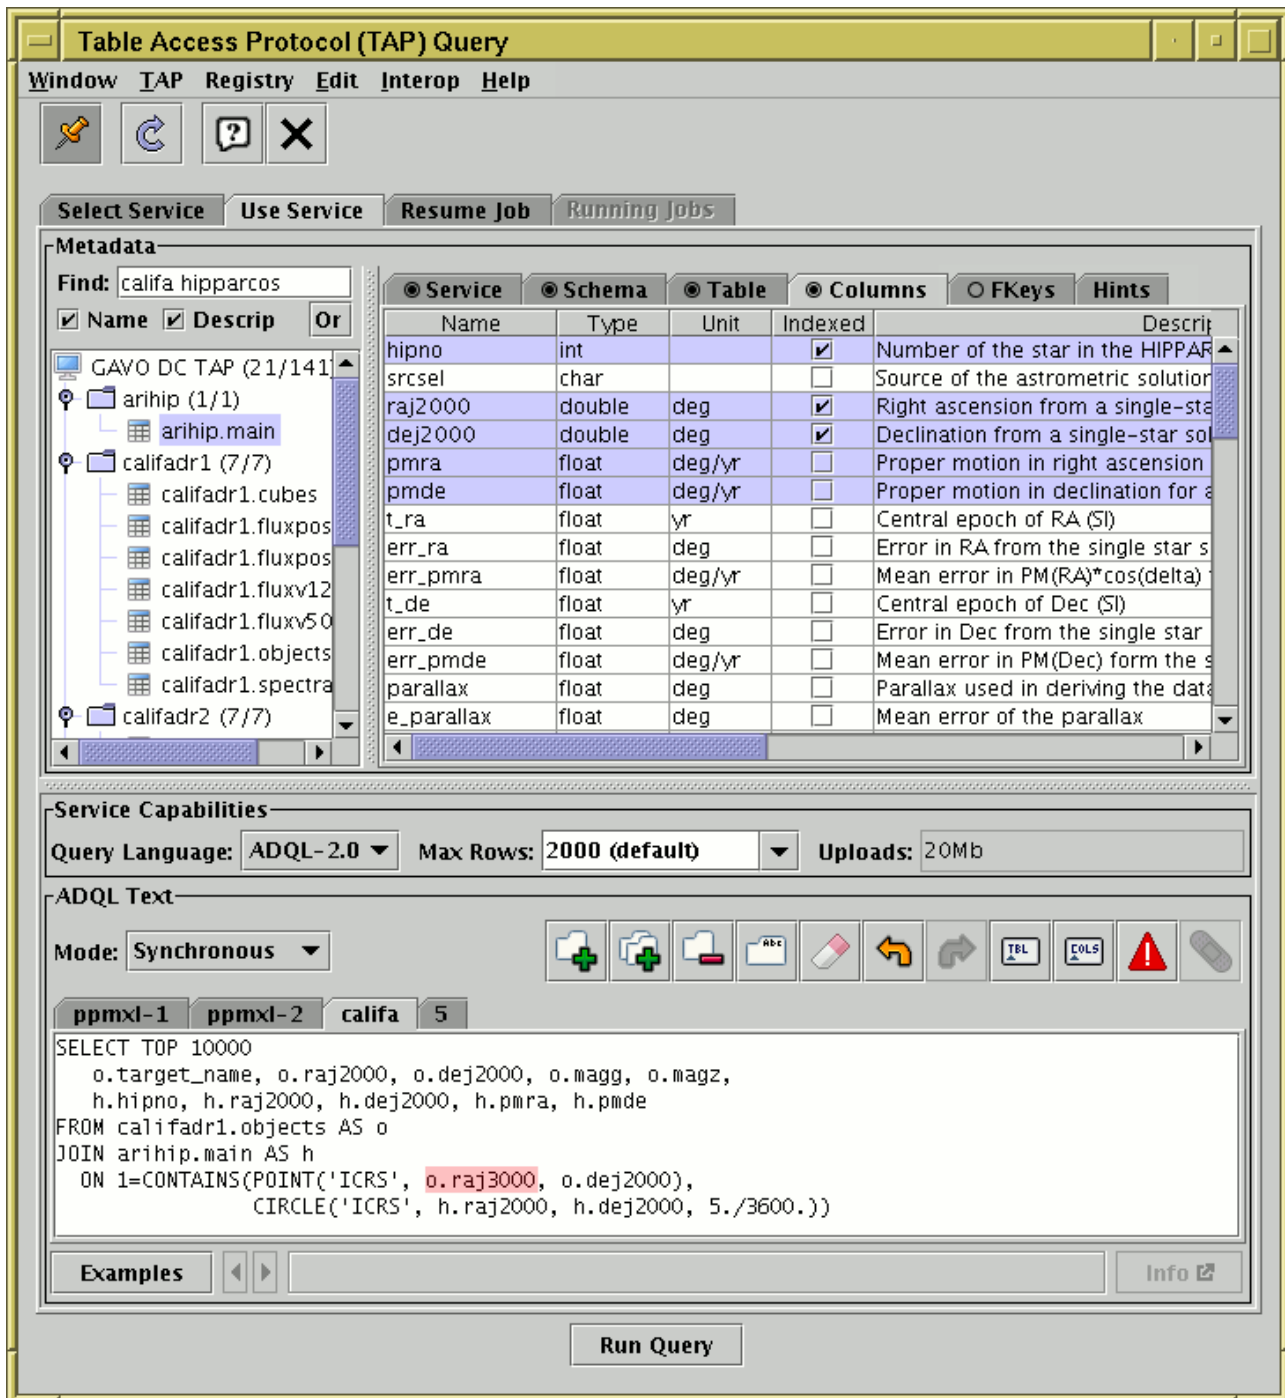 Table Access Protocol (TAP) Query
Window TAP Registry Edit Interop Help
Select Service Use Service Resume Job Running Jobs
Metadata
Find: califa hipparcos
Name Descrip Or
GAVO DC TAP (21/141)
arihip (1/1)
arihip.main
califadr1 (7/7)
califadr1.cubes
califadr1.fluxpos
califadr1.fluxpos
califadr1.fluxv12
califadr1.fluxv50
califadr1.objects
califadr1.spectra
califadr2 (7/7)
Service Schema Table Columns FKeys Hints
Name Type Unit Indexed Descrip
hipno int Number of the star in the HIPPAR
srcsel char Source of the astrometric solution
raj2000 double deg Right ascension from a single-sta
dej2000 double deg Declination from a single-star sol
pmra float deg/yr Proper motion in right ascension
pmde float deg/yr Proper motion in declination for a
t_ra float yr Central epoch of RA (SI)
err_ra float deg Error in RA from the single star s
err_pmra float deg/yr Mean error in PM(RA)*cos(delta)
t_de float yr Central epoch of Dec (SI)
err_de float deg Error in Dec from the single star
err_pmde float deg/yr Mean error in PM(Dec) form the s
parallax float deg Parallax used in deriving the data
e_parallax float deg Mean error of the parallax
Service Capabilities
Query Language: ADQL-2.0 Max Rows: 2000 (default) Uploads: 20Mb
ADQL Text
Mode: Synchronous Abc TBL COLS
ppmxl-1 ppmxl-2 califa 5
SELECT TOP 10000
o.target_name, o.raj2000, o.dej2000, o.magg, o.magz,
h.hipno, h.raj2000, h.dej2000, h.pmra, h.pmde
FROM califadr1.objects AS o
JOIN arihip.main AS h
ON 1=CONTAINS(POINT('ICRS', o.raj3000, o.dej2000),
CIRCLE('ICRS', h.raj2000, h.dej2000, 5./3600.))
Examples Info
Run Query